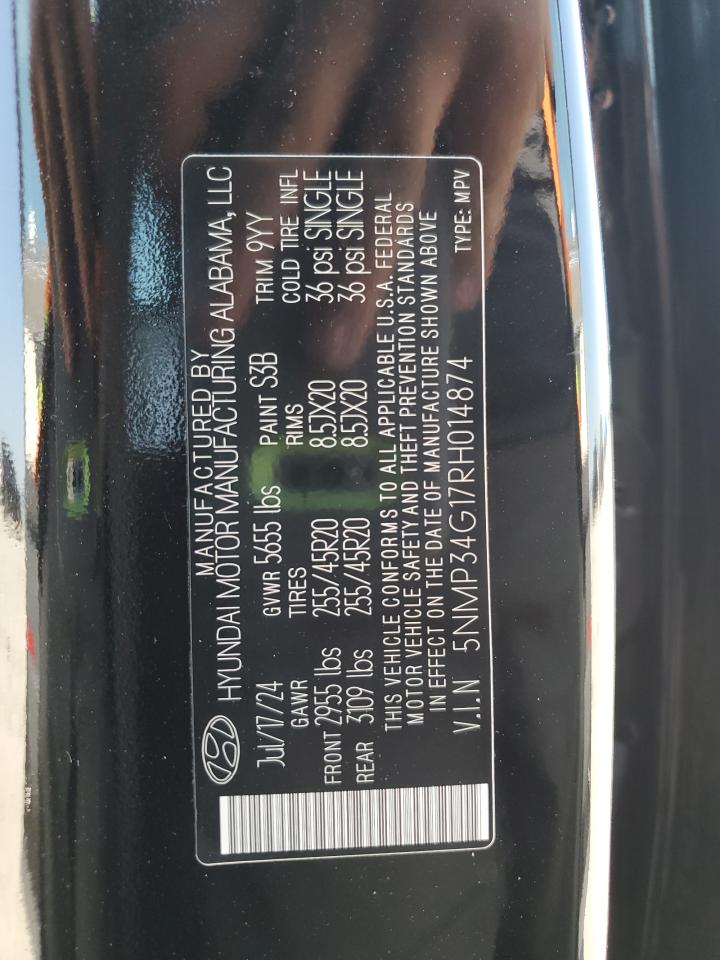 MANUFACTURED BY
HYUNDAI MOTOR MANUFACTURING ALABAMA, LLC
Jul/17/24 GVWR 5655 lbs PAINT S3B TRIM 9YY
GAWR TIRES RIMS COLD TIRE INFL
FRONT 2955 lbs 255/45R20 8.5JX20 36 psi SINGLE
REAR 3109 lbs 255/45R20 8.5JX20 36 psi SINGLE
THIS VEHICLE CONFORMS TO ALL APPLICABLE U.S.A. FEDERAL
MOTOR VEHICLE SAFETY AND THEFT PREVENTION STANDARDS
IN EFFECT ON THE DATE OF MANUFACTURE SHOWN ABOVE
V.I.N 5NMP34G17RH014874 TYPE: MPV